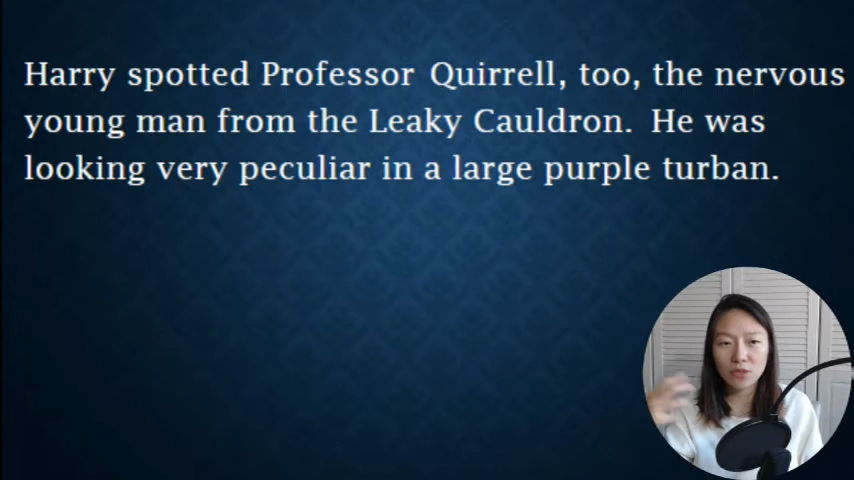 Harry spotted Professor Quirrell, too, the nervous
young man from the Leaky Cauldron. He was
looking very peculiar in a large purple turban.